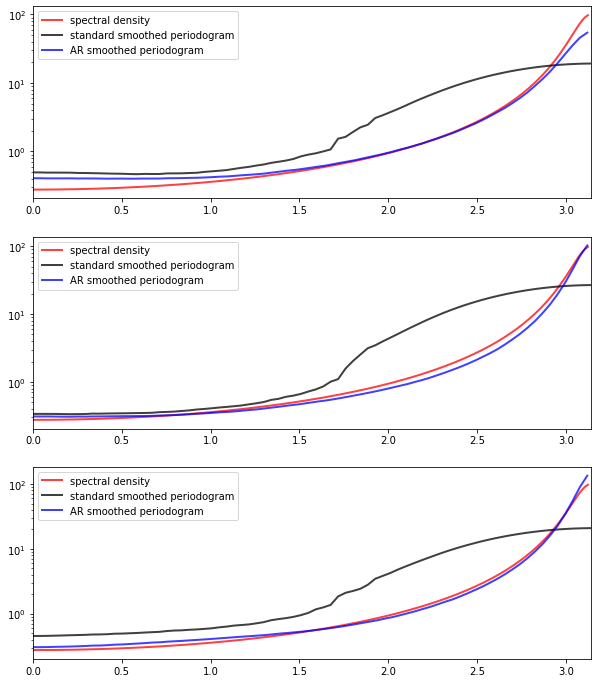 10²
10¹
10⁰
spectral density
standard smoothed periodogram
AR smoothed periodogram
0.0 0.5 1.0 1.5 2.0 2.5 3.0
10²
10¹
10⁰
spectral density
standard smoothed periodogram
AR smoothed periodogram
0.0 0.5 1.0 1.5 2.0 2.5 3.0
10²
10¹
10⁰
spectral density
standard smoothed periodogram
AR smoothed periodogram
0.0 0.5 1.0 1.5 2.0 2.5 3.0